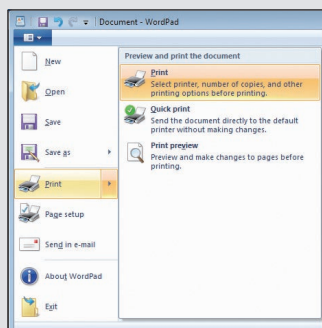 Document - WordPad
New
Open
Save
Save as
Print
Page setup
Send in e-mail
About WordPad
Exit
Preview and print the document
Print
Select printer, number of copies, and other
printing options before printing.
Quick print
Send the document directly to the default
printer without making changes.
Print preview
Preview and make changes to pages before
printing.